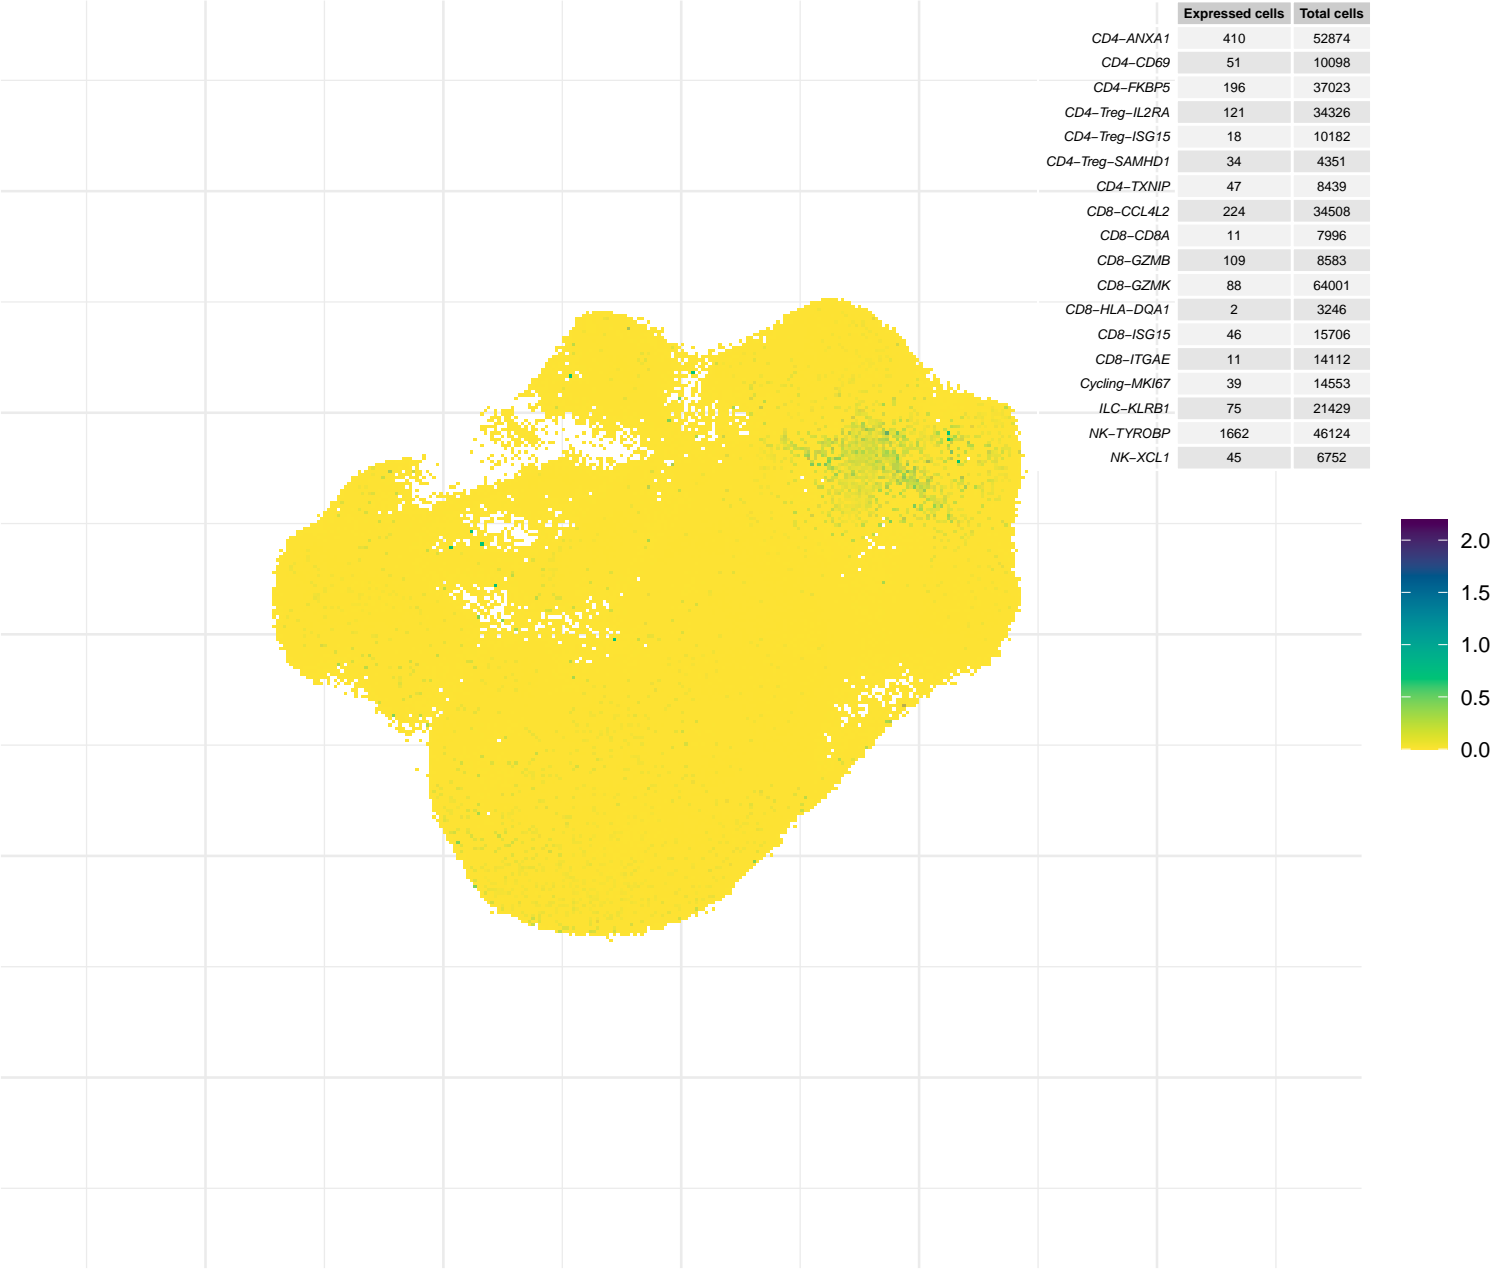 Expressed cells Total cells
CD4−ANXA1 410 52874
CD4−CD69 51 10098
CD4−FKBP5 196 37023
CD4−Treg−IL2RA 121 34326
CD4−Treg−ISG15 18 10182
CD4−Treg−SAMHD1 34 4351
CD4−TXNIP 47 8439
CD8−CCL4L2 224 34508
CD8−CD8A 11 7996
CD8−GZMB 109 8583
CD8−GZMK 88 64001
CD8−HLA−DQA1 2 3246
CD8−ISG15 46 15706
CD8−ITGAE 11 14112
Cycling−MKI67 39 14553
ILC−KLRB1 75 21429
NK−TYROBP 1662 46124
NK−XCL1 45 6752
2.0
1.5
1.0
0.5
0.0